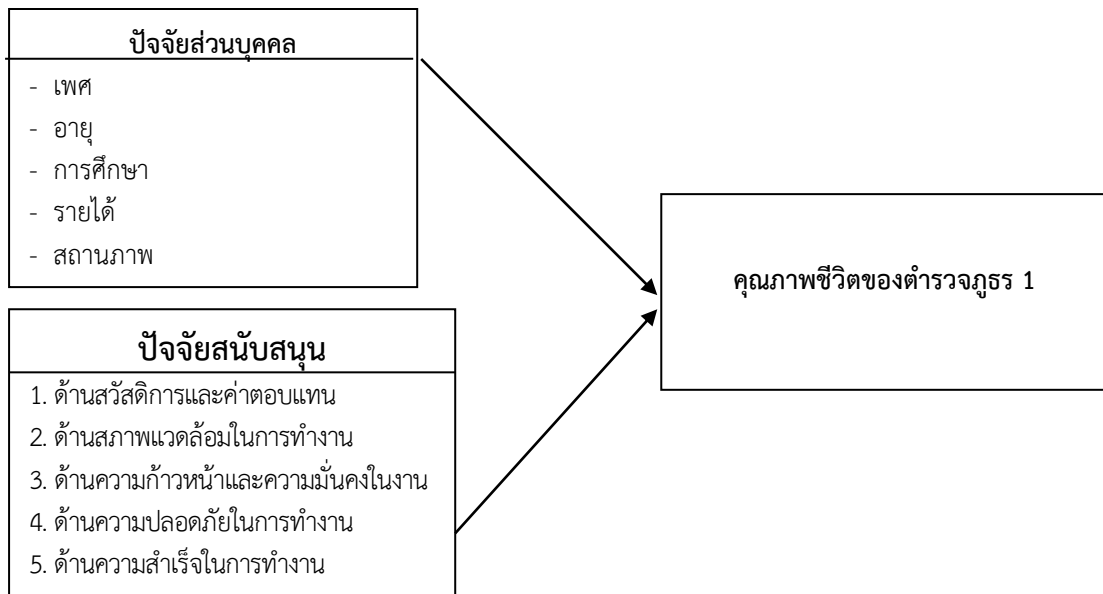 ปัจจัยส่วนบุคคล
- เพศ
- อายุ
- การศึกษา
- รายได้
- สถานภาพ
ปัจจัยสนับสนุน
1. ด้านสวัสดิการและค่าตอบแทน
2. ด้านสภาพแวดล้อมในการทำงาน
3. ด้านความก้าวหน้าและความมั่นคงในงาน
4. ด้านความปลอดภัยในการทำงาน
5. ด้านความสำเร็จในการทำงาน
คุณภาพชีวิตของตำรวจภูธร 1